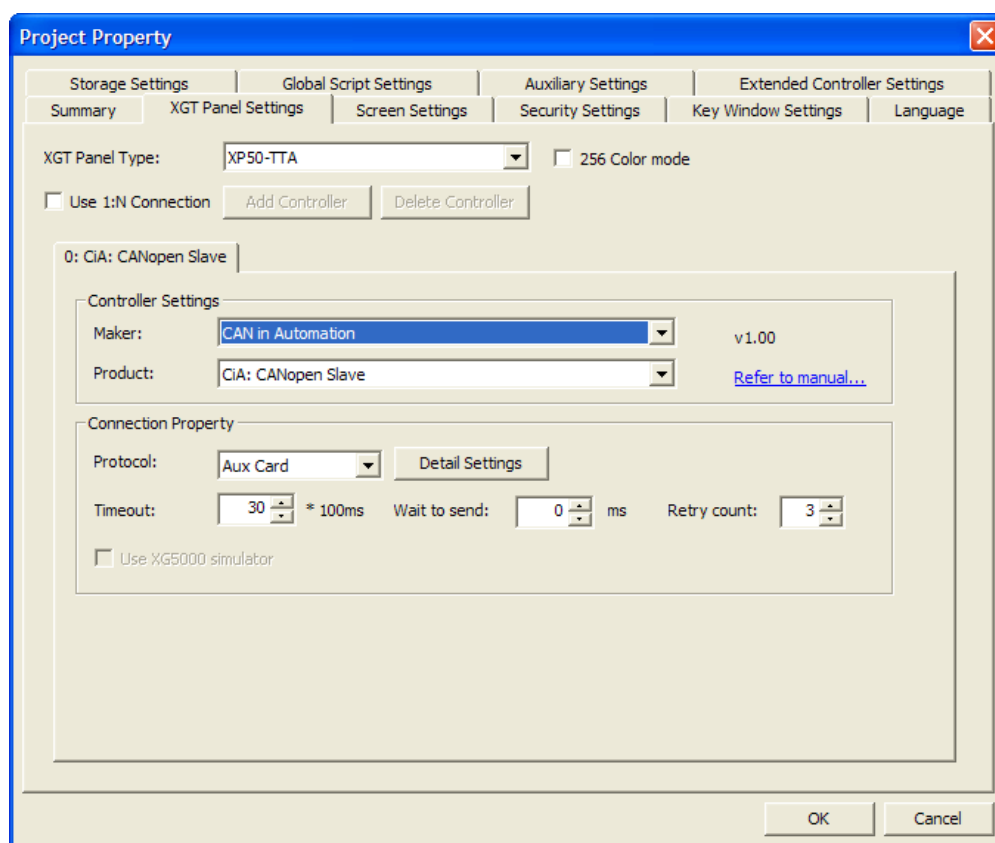 Project Property
Storage Settings Global Script Settings Auxiliary Settings Extended Controller Settings
Summary XGT Panel Settings Screen Settings Security Settings Key Window Settings Language
XGT Panel Type: XP50-TTA 256 Color mode
Use 1:N Connection Add Controller Delete Controller
0: CiA: CANopen Slave
Controller Settings
Maker: CAN in Automation v1.00
Product: CiA: CANopen Slave Refer to manual...
Connection Property
Protocol: Aux Card Detail Settings
Timeout: 30 * 100ms Wait to send: 0 ms Retry count: 3
Use XG5000 simulator
OK Cancel